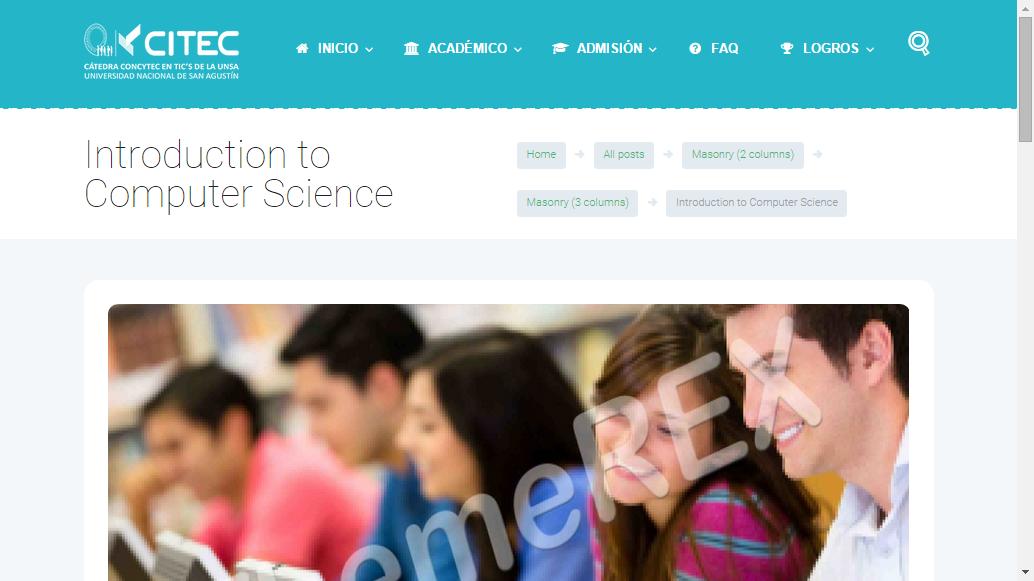 CITEC
CÁTEDRA CONCYTEC EN TIC'S DE LA UNSA
UNIVERSIDAD NACIONAL DE SAN AGUSTÍN
INICIO ACADÉMICO ADMISIÓN FAQ LOGROS
Introduction to
Computer Science
Home All posts Masonry (2 columns)
Masonry (3 columns) Introduction to Computer Science
emeREX